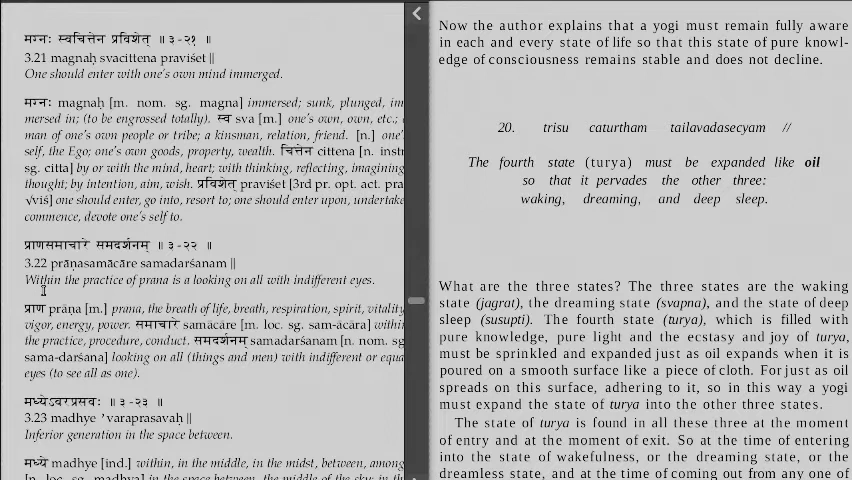 मग्नः स्वचित्तेन प्रविशेत् ॥ ३-२१ ॥
3.21 magnaḥ svacittena praviśet ||
One should enter with one's own mind immerged.
मग्नः magnaḥ [m. nom. sg. magna] immersed; sunk, plunged, im
mersed in; (to be engrossed totally). स्व sva [m.] one's own, own, etc.;
man of one's own people or tribe; a kinsman, relation, friend. [n.] one'
self, the Ego; one's own goods, property, wealth. चित्तेन cittena [n. instr
sg. citta] by or with the mind, heart; with thinking, reflecting, imagining
thought; by intention, aim, wish. प्रविशेत् praviśet [3rd pr. opt. act. pra
√viś] one should enter, go into, resort to; one should enter upon, undertake
commence, devote one's self to.
प्राणसमाचारे समदर्शनम् ॥ ३-२२ ॥
3.22 prāṇasamācāre samadarśanam ||
Within the practice of prana is a looking on all with indifferent eyes.
प्राण prāṇa [m.] prana, the breath of life, breath, respiration, spirit, vitality
vigor, energy, power. समाचारे samācāre [m. loc. sg. sam-ācāra] within
the practice, procedure, conduct. समदर्शनम् samadarśanam [n. nom. sg
sama-darśana] looking on all (things and men) with indifferent or equa
eyes (to see all as one).
मध्येऽवरप्रसवः ॥ ३-२३ ॥
3.23 madhye 'varaprasavaḥ ||
Inferior generation in the space between.
मध्ये madhye [ind.] within, in the middle, in the midst, between, among
[n. loc. sg. madhya] in the space between, the middle of the sky; in th
Now the author explains that a yogi must remain fully aware
in each and every state of life so that this state of pure knowl-
edge of consciousness remains stable and does not decline.
20. trisu caturtham tailavadasecyam //
The fourth state (turya) must be expanded like oil
so that it pervades the other three:
waking, dreaming, and deep sleep.
What are the three states? The three states are the waking
state (jagrat), the dreaming state (svapna), and the state of deep
sleep (susupti). The fourth state (turya), which is filled with
pure knowledge, pure light and the ecstasy and joy of turya,
must be sprinkled and expanded just as oil expands when it is
poured on a smooth surface like a piece of cloth. For just as oil
spreads on this surface, adhering to it, so in this way a yogi
must expand the state of turya into the other three states.
The state of turya is found in all these three at the moment
of entry and at the moment of exit. So at the time of entering
into the state of wakefulness, or the dreaming state, or the
dreamless state, and at the time of coming out from any one of